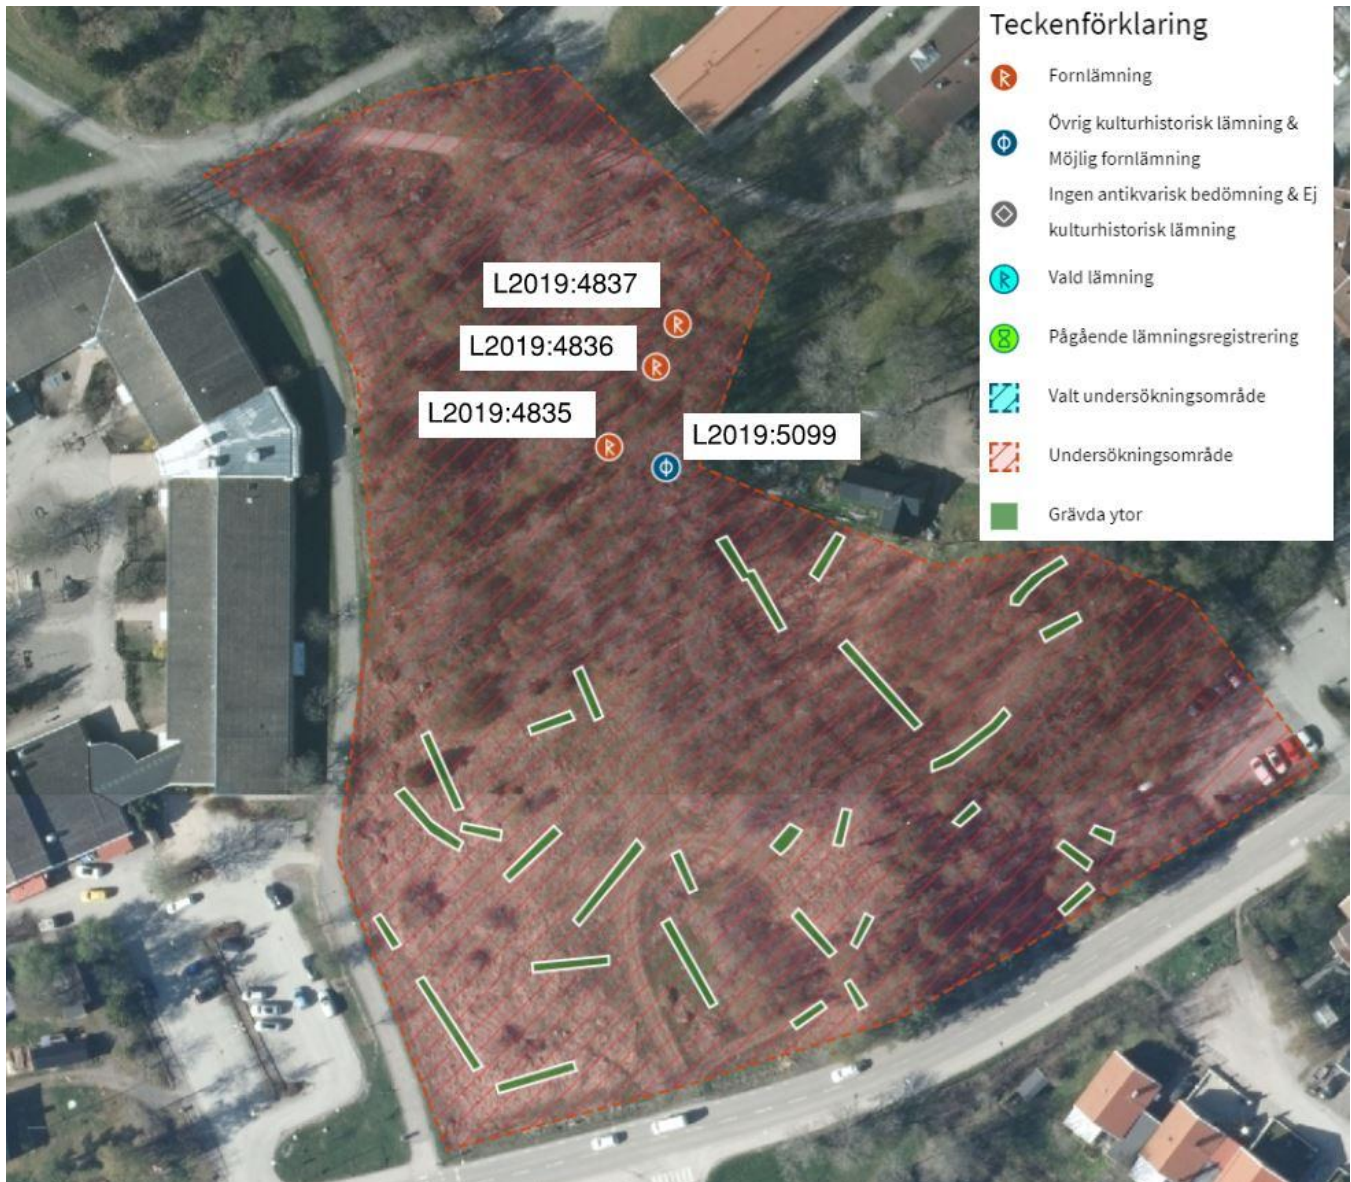 Teckenförklaring
Fornlämning
Övrig kulturhistorisk lämning &
Möjlig fornlämning
Ingen antikvarisk bedömning & Ej
kulturhistorisk lämning
Vald lämning
Pågående lämningsregistrering
Valt undersökningsområde
Undersökningsområde
Grävda ytor
L2019:4837
L2019:4836
L2019:4835
L2019:5099